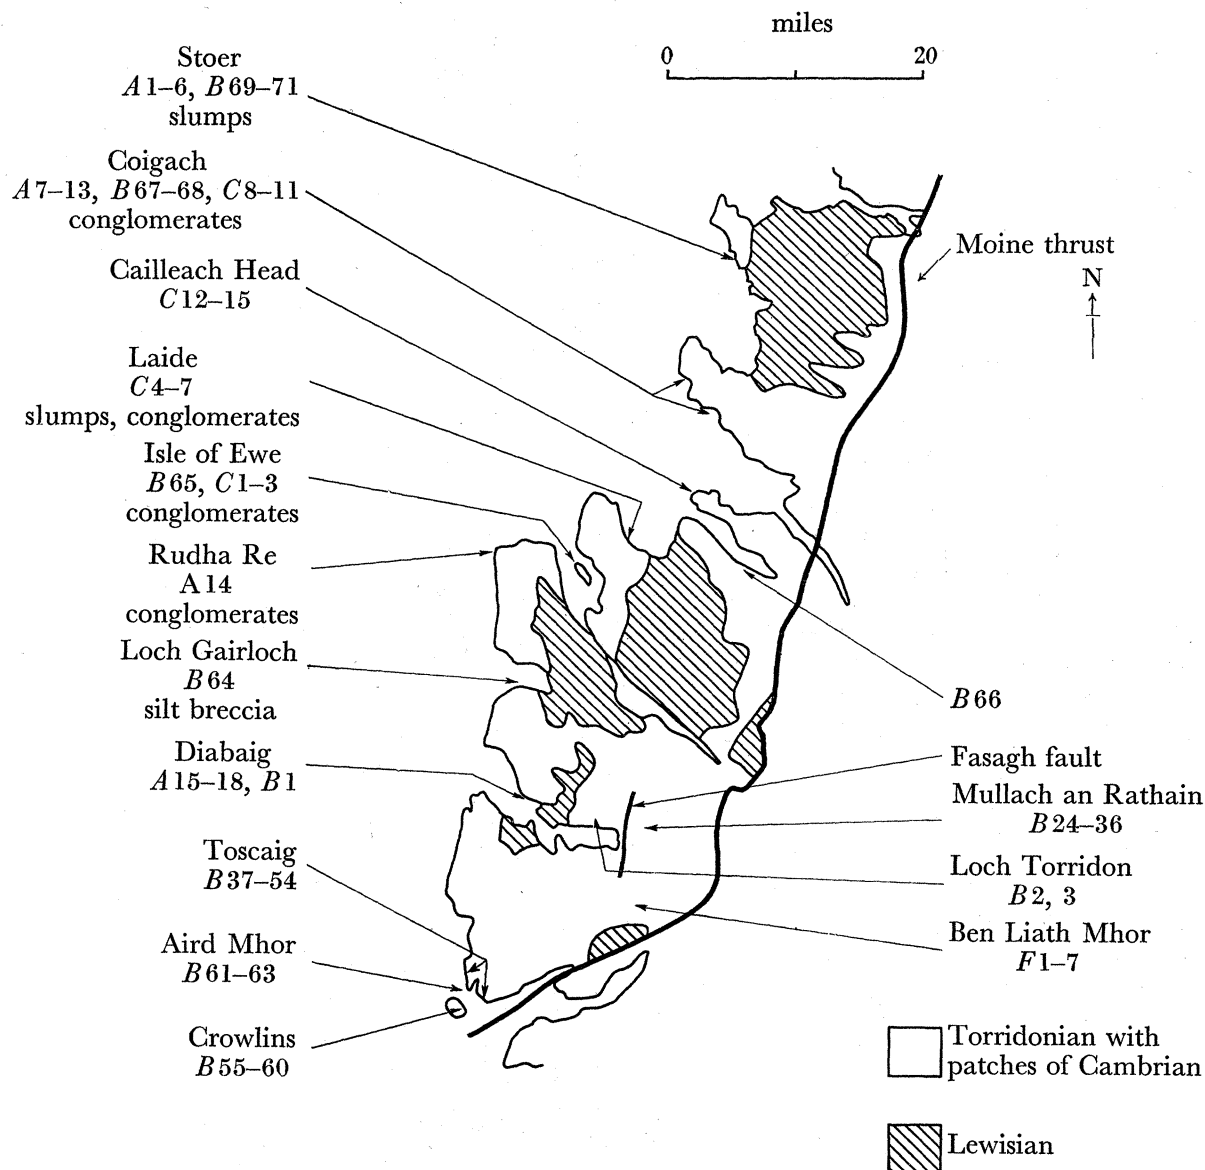 miles
0 20
Stoer
A1–6, B69–71
slumps
Coigach
A7–13, B67–68, C8–11
conglomerates
Cailleach Head
C12–15
Laide
C4–7
slumps, conglomerates
Isle of Ewe
B65, C1–3
conglomerates
Rudha Re
A14
conglomerates
Loch Gairloch
B64
silt breccia
Diabaig
A15–18, B1
Toscaig
B37–54
Aird Mhor
B61–63
Crowlins
B55–60
Moine thrust
N
B66
Fasagh fault
Mullach an Rathain
B24–36
Loch Torridon
B2, 3
Ben Liath Mhor
F1–7
Torridonian with
patches of Cambrian
Lewisian